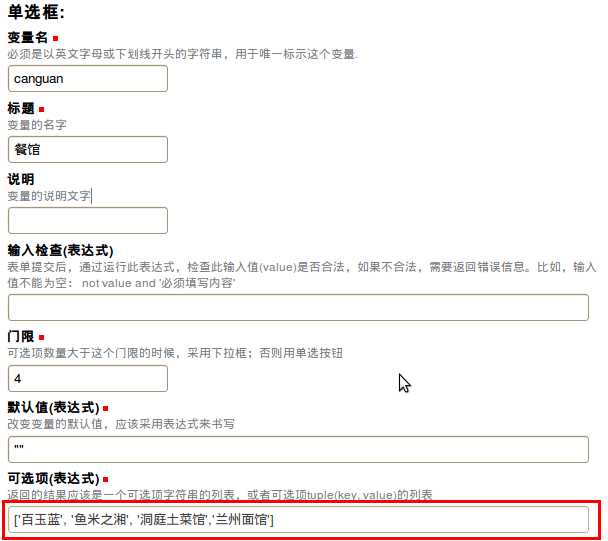 单选框:
变量名
必须是以英文字母或下划线开头的字符串，用于唯一标示这个变量.
canguan
标题
变量的名字
餐馆
说明
变量的说明文字
输入检查(表达式)
表单提交后，通过运行此表达式，检查此输入值(value)是否合法，如果不合法，需要返回错误信息。比如，输入
值不能为空： not value and '必须填写内容'
门限
可选项数量大于这个门限的时候，采用下拉框；否则用单选按钮
4
默认值(表达式)
改变变量的默认值，应该采用表达式来书写
""
可选项(表达式)
返回的结果应该是一个可选项字符串的列表，或者可选项tuple(key, value)的列表
['百玉蓝', '鱼米之湘', '洞庭土菜馆','兰州面馆']